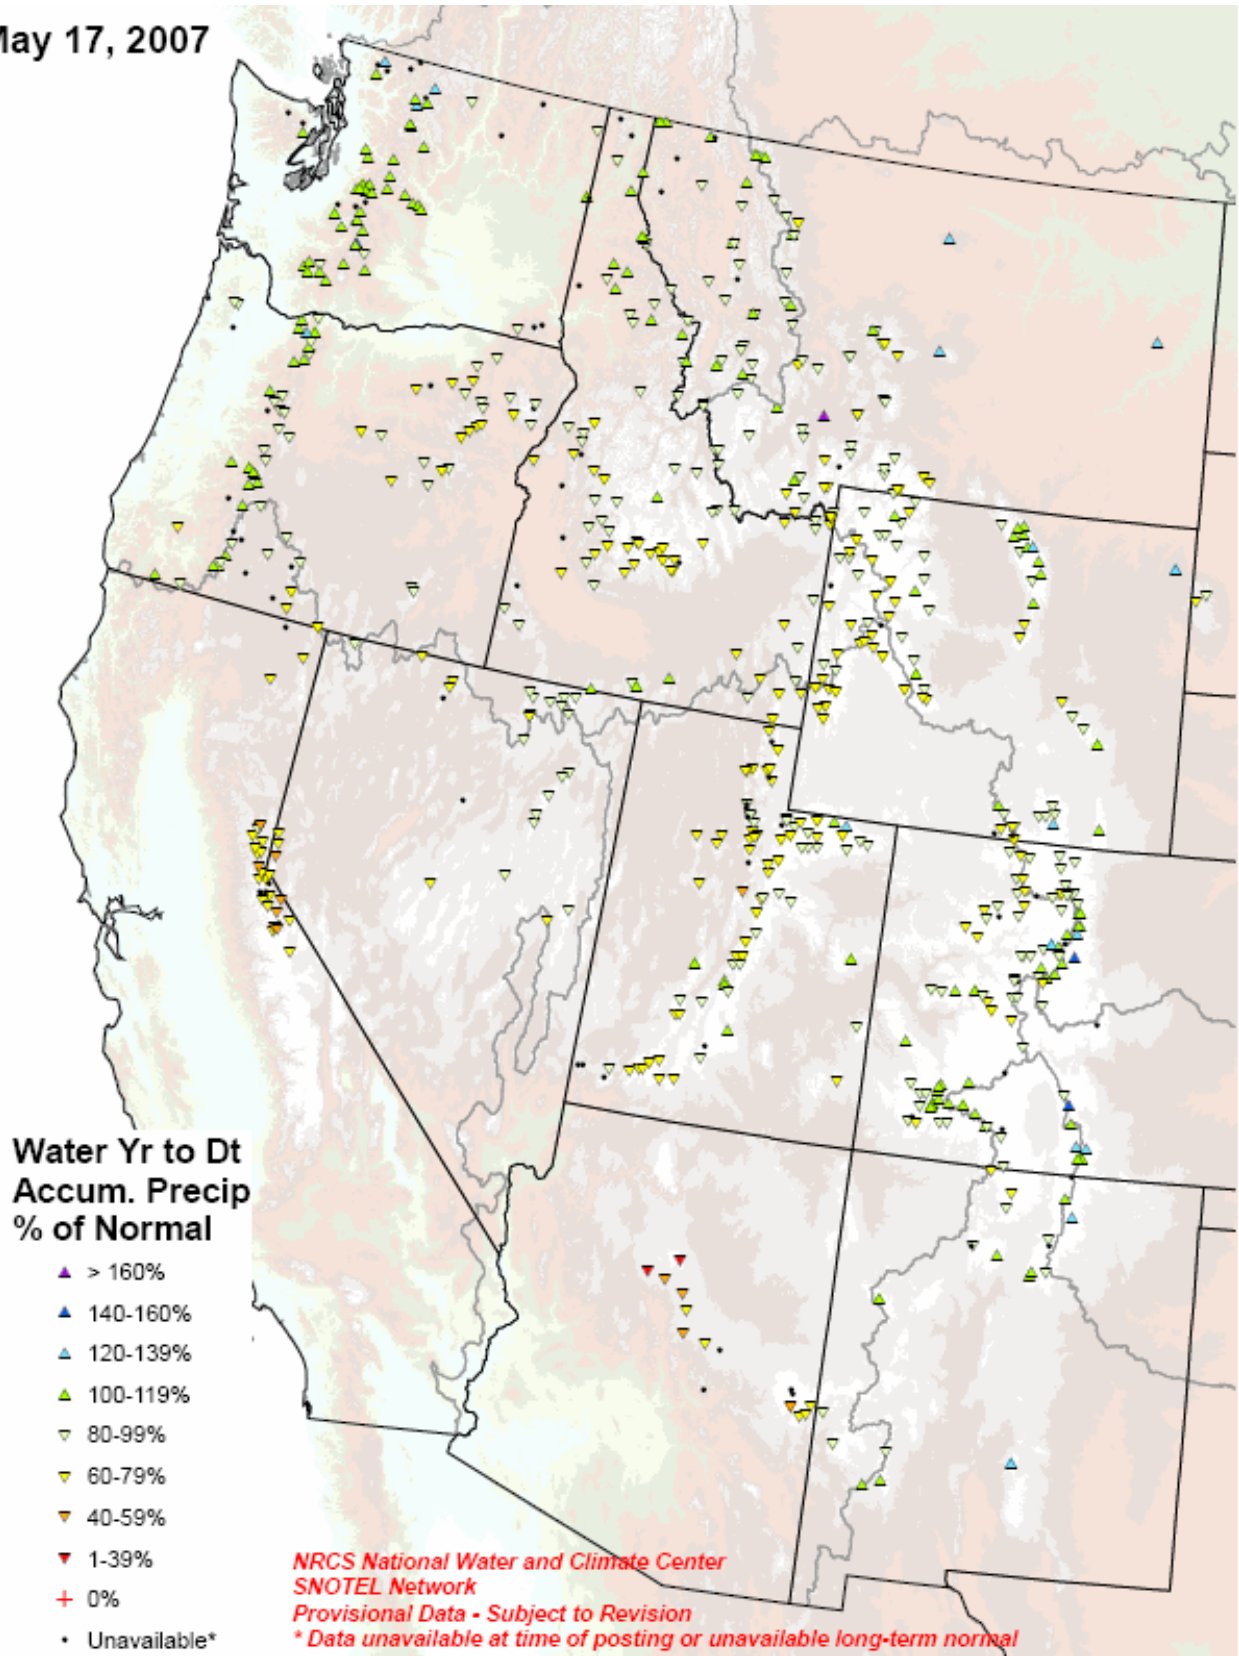 May 17, 2007
Water Yr to Dt
Accum. Precip
% of Normal
> 160%
140-160%
120-139%
100-119%
80-99%
60-79%
40-59%
1-39%
0%
Unavailable*
NRCS National Water and Climate Center
SNOTEL Network
Provisional Data - Subject to Revision
* Data unavailable at time of posting or unavailable long-term normal